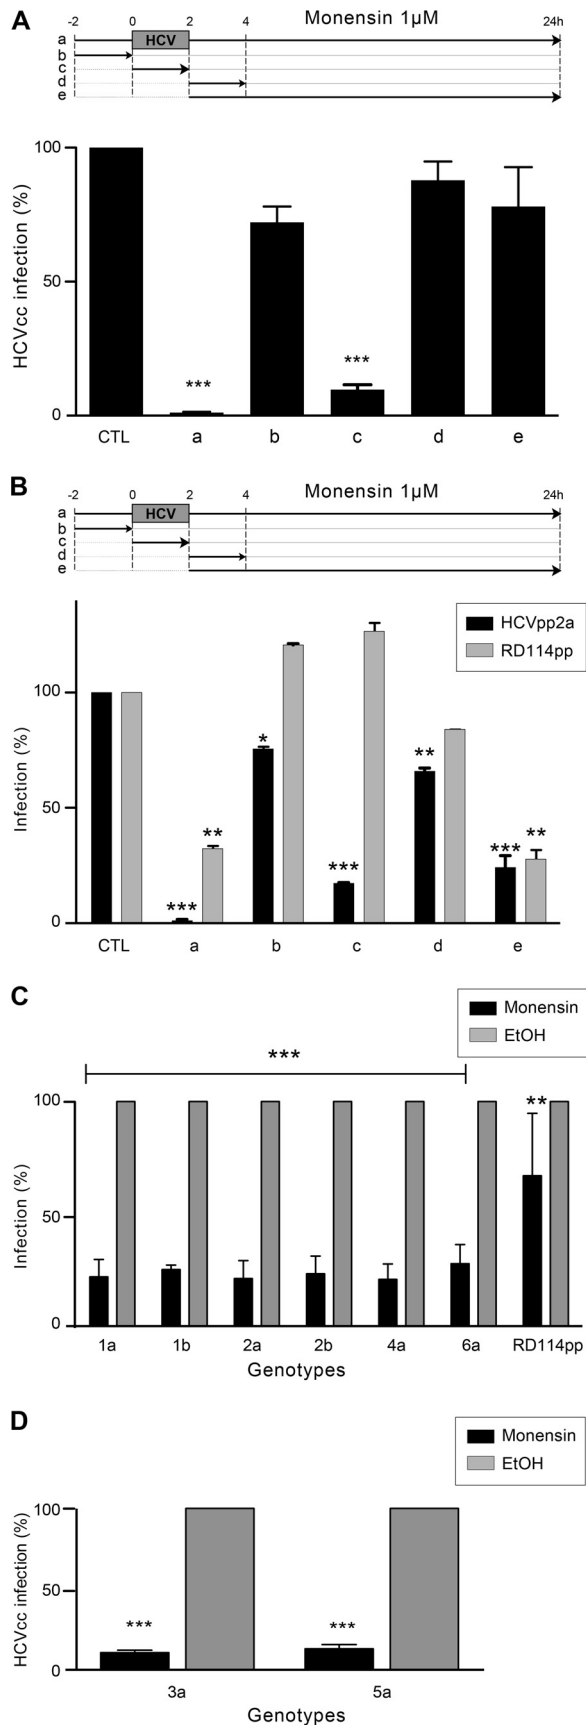 A
Monensin 1µM
-2 0 2 4 24h
a HCV
b
c
d
e
HCVcc infection (%)
100
50
0
***
***
CTL a b c d e
B
Monensin 1µM
-2 0 2 4 24h
a HCV
b
c
d
e
HCVpp2a
RD114pp
Infection (%)
100
50
0
*** ** * *** ** *** **
CTL a b c d e
C
Monensin
EtOH
***
**
Infection (%)
100
50
0
1a 1b 2a 2b 4a 6a RD114pp
Genotypes
D
Monensin
EtOH
HCVcc infection (%)
100
50
0
*** ***
3a 5a
Genotypes